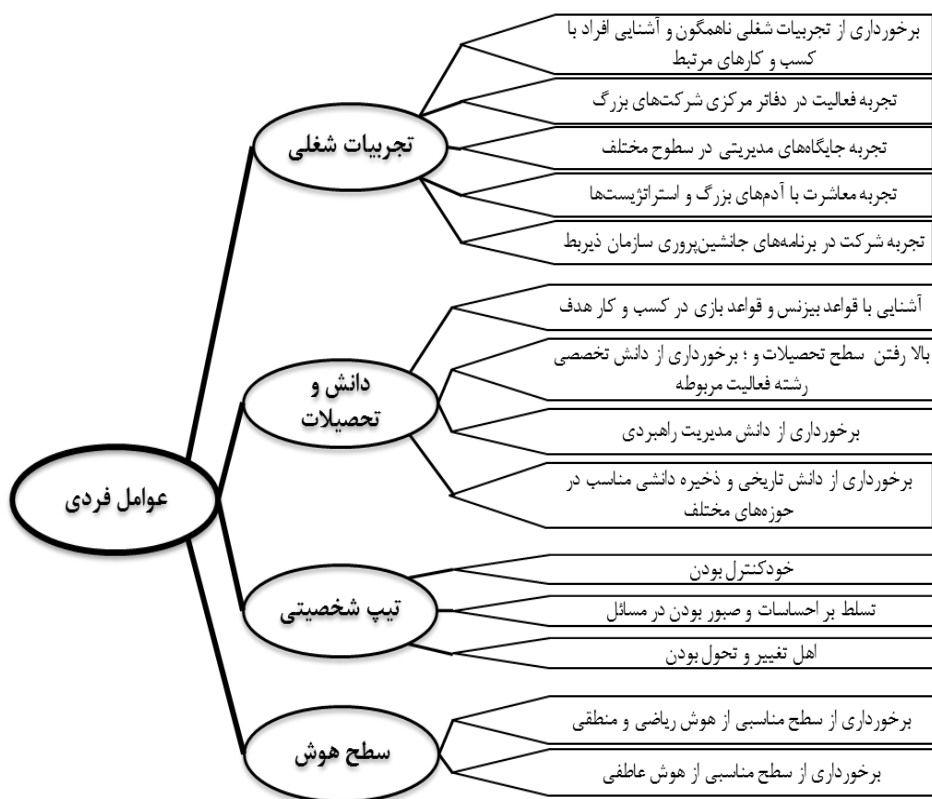 عوامل فردی
تجربیات شغلی
برخورداری از تجربیات شغلی ناهمگون و آشنایی افراد با
کسب و کارهای مرتبط
تجربه فعالیت در دفاتر مرکزی شرکت‌های بزرگ
تجربه جایگاه‌های مدیریتی در سطوح مختلف
تجربه معاشرت با آدم‌های بزرگ و استراتژیست‌ها
تجربه شرکت در برنامه‌های جانشین‌پروری سازمان ذیربط
دانش و
تحصیلات
آشنایی با قواعد بیزنس و قواعد بازی در کسب و کار هدف
بالا رفتن سطح تحصیلات و ؛ برخورداری از دانش تخصصی
رشته فعالیت مربوطه
برخورداری از دانش مدیریت راهبردی
برخورداری از دانش تاریخی و ذخیره دانشی مناسب در
حوزه‌های مختلف
تیپ شخصیتی
خودکنترل بودن
تسلط بر احساسات و صبور بودن در مسائل
اهل تغییر و تحول بودن
سطح هوش
برخورداری از سطح مناسبی از هوش ریاضی و منطقی
برخورداری از سطح مناسبی از هوش عاطفی